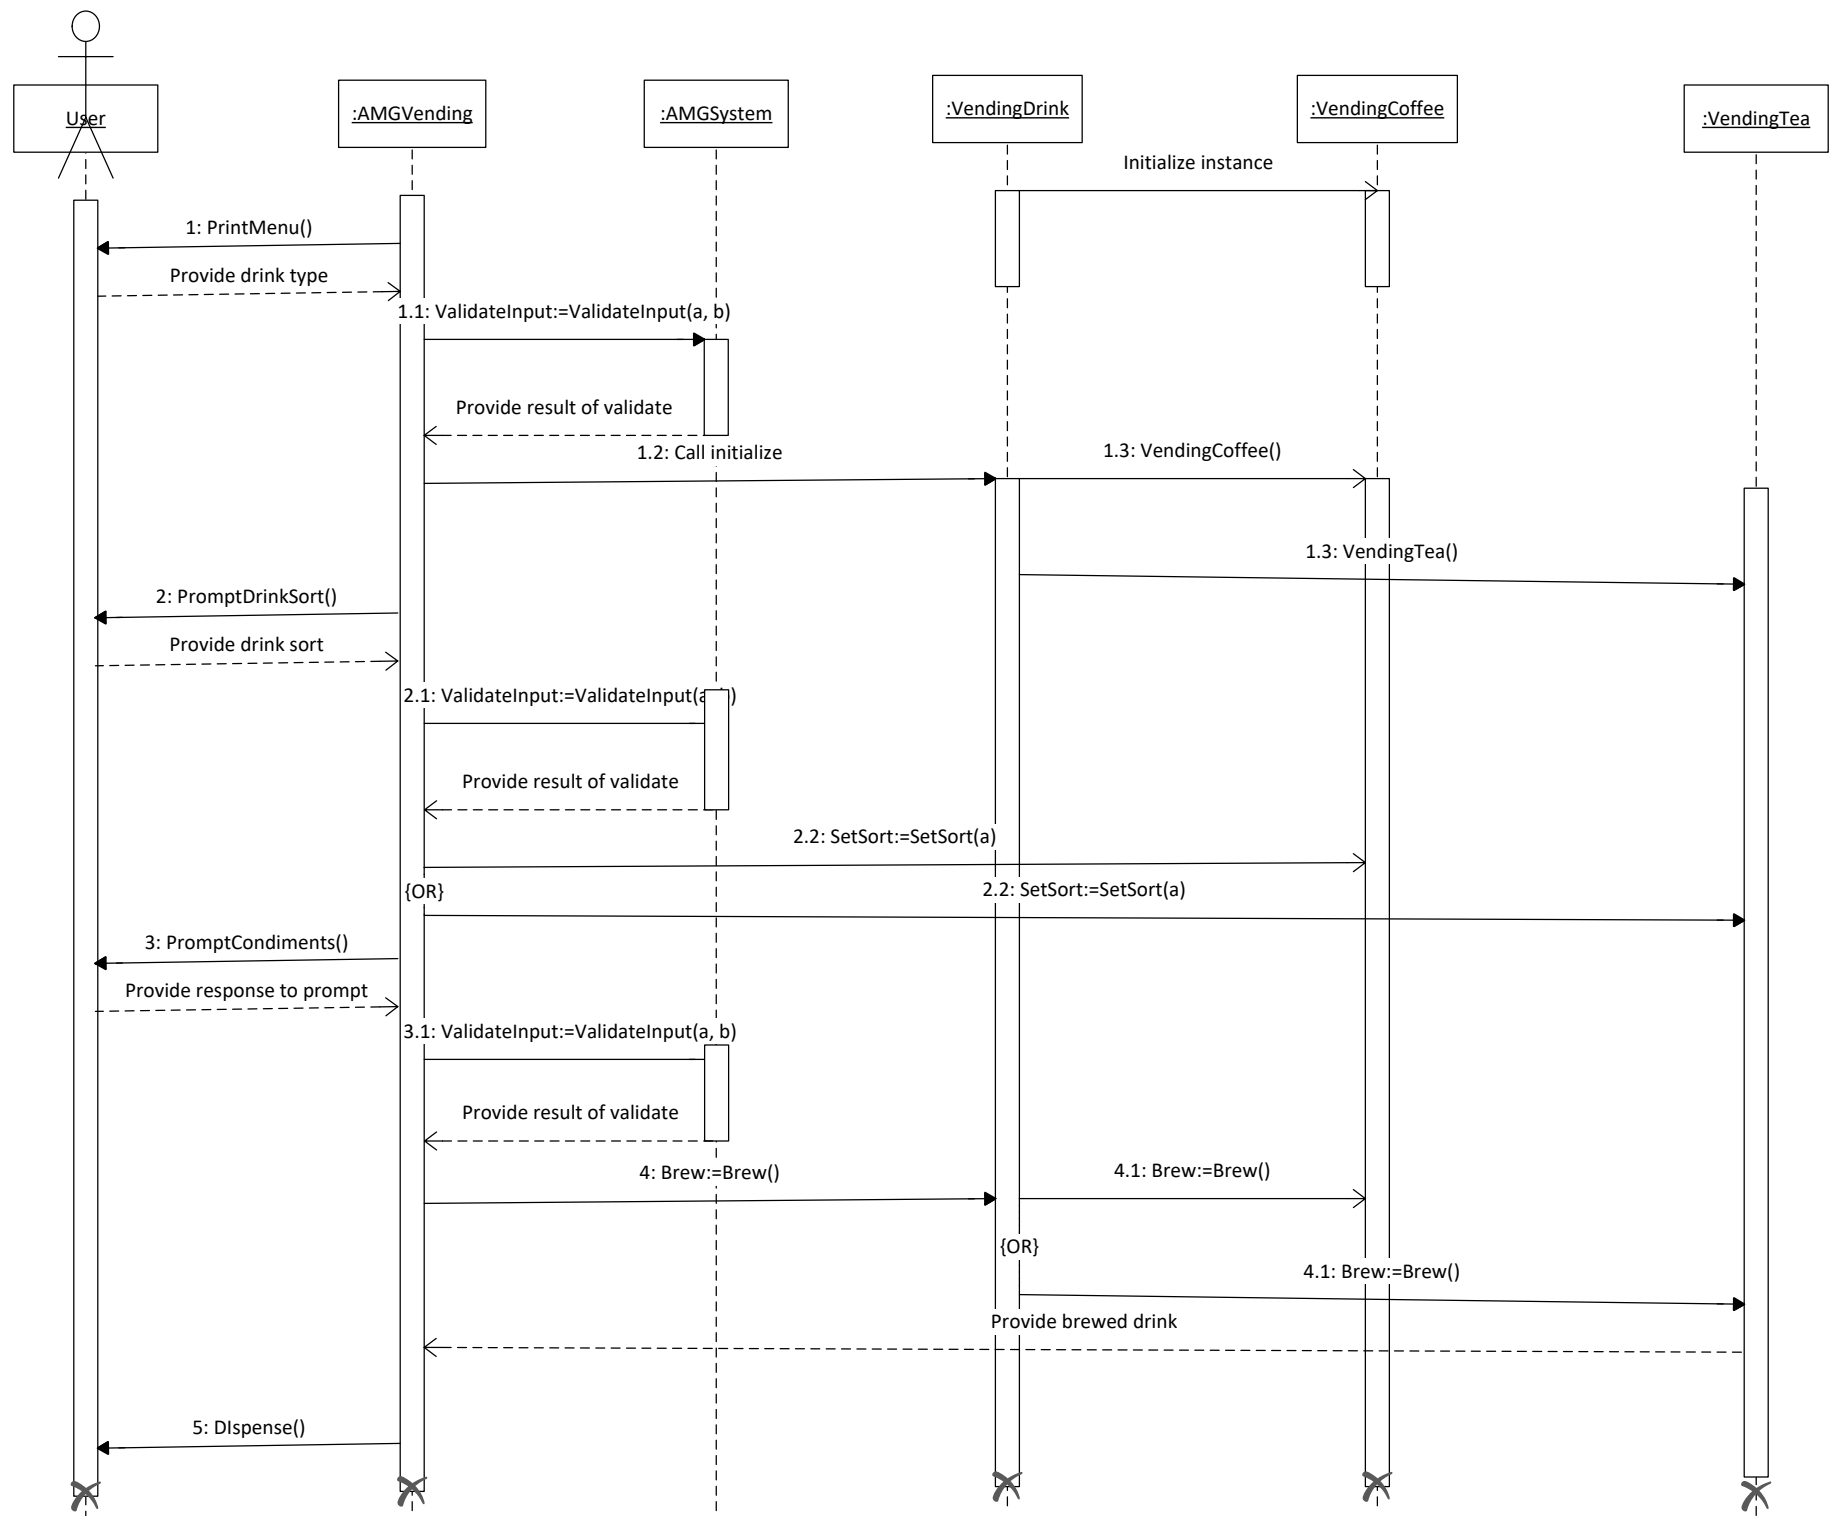 User
:AMGVending
:AMGSystem
:VendingDrink
:VendingCoffee
:VendingTea
Initialize instance
1: PrintMenu()
Provide drink type
1.1: ValidateInput:=ValidateInput(a, b)
Provide result of validate
1.2: Call initialize
1.3: VendingCoffee()
1.3: VendingTea()
2: PromptDrinkSort()
Provide drink sort
2.1: ValidateInput:=ValidateInput(a )
Provide result of validate
2.2: SetSort:=SetSort(a)
{OR}
2.2: SetSort:=SetSort(a)
3: PromptCondiments()
Provide response to prompt
3.1: ValidateInput:=ValidateInput(a, b)
Provide result of validate
4: Brew:=Brew()
4.1: Brew:=Brew()
{OR}
4.1: Brew:=Brew()
Provide brewed drink
5: DIspense()